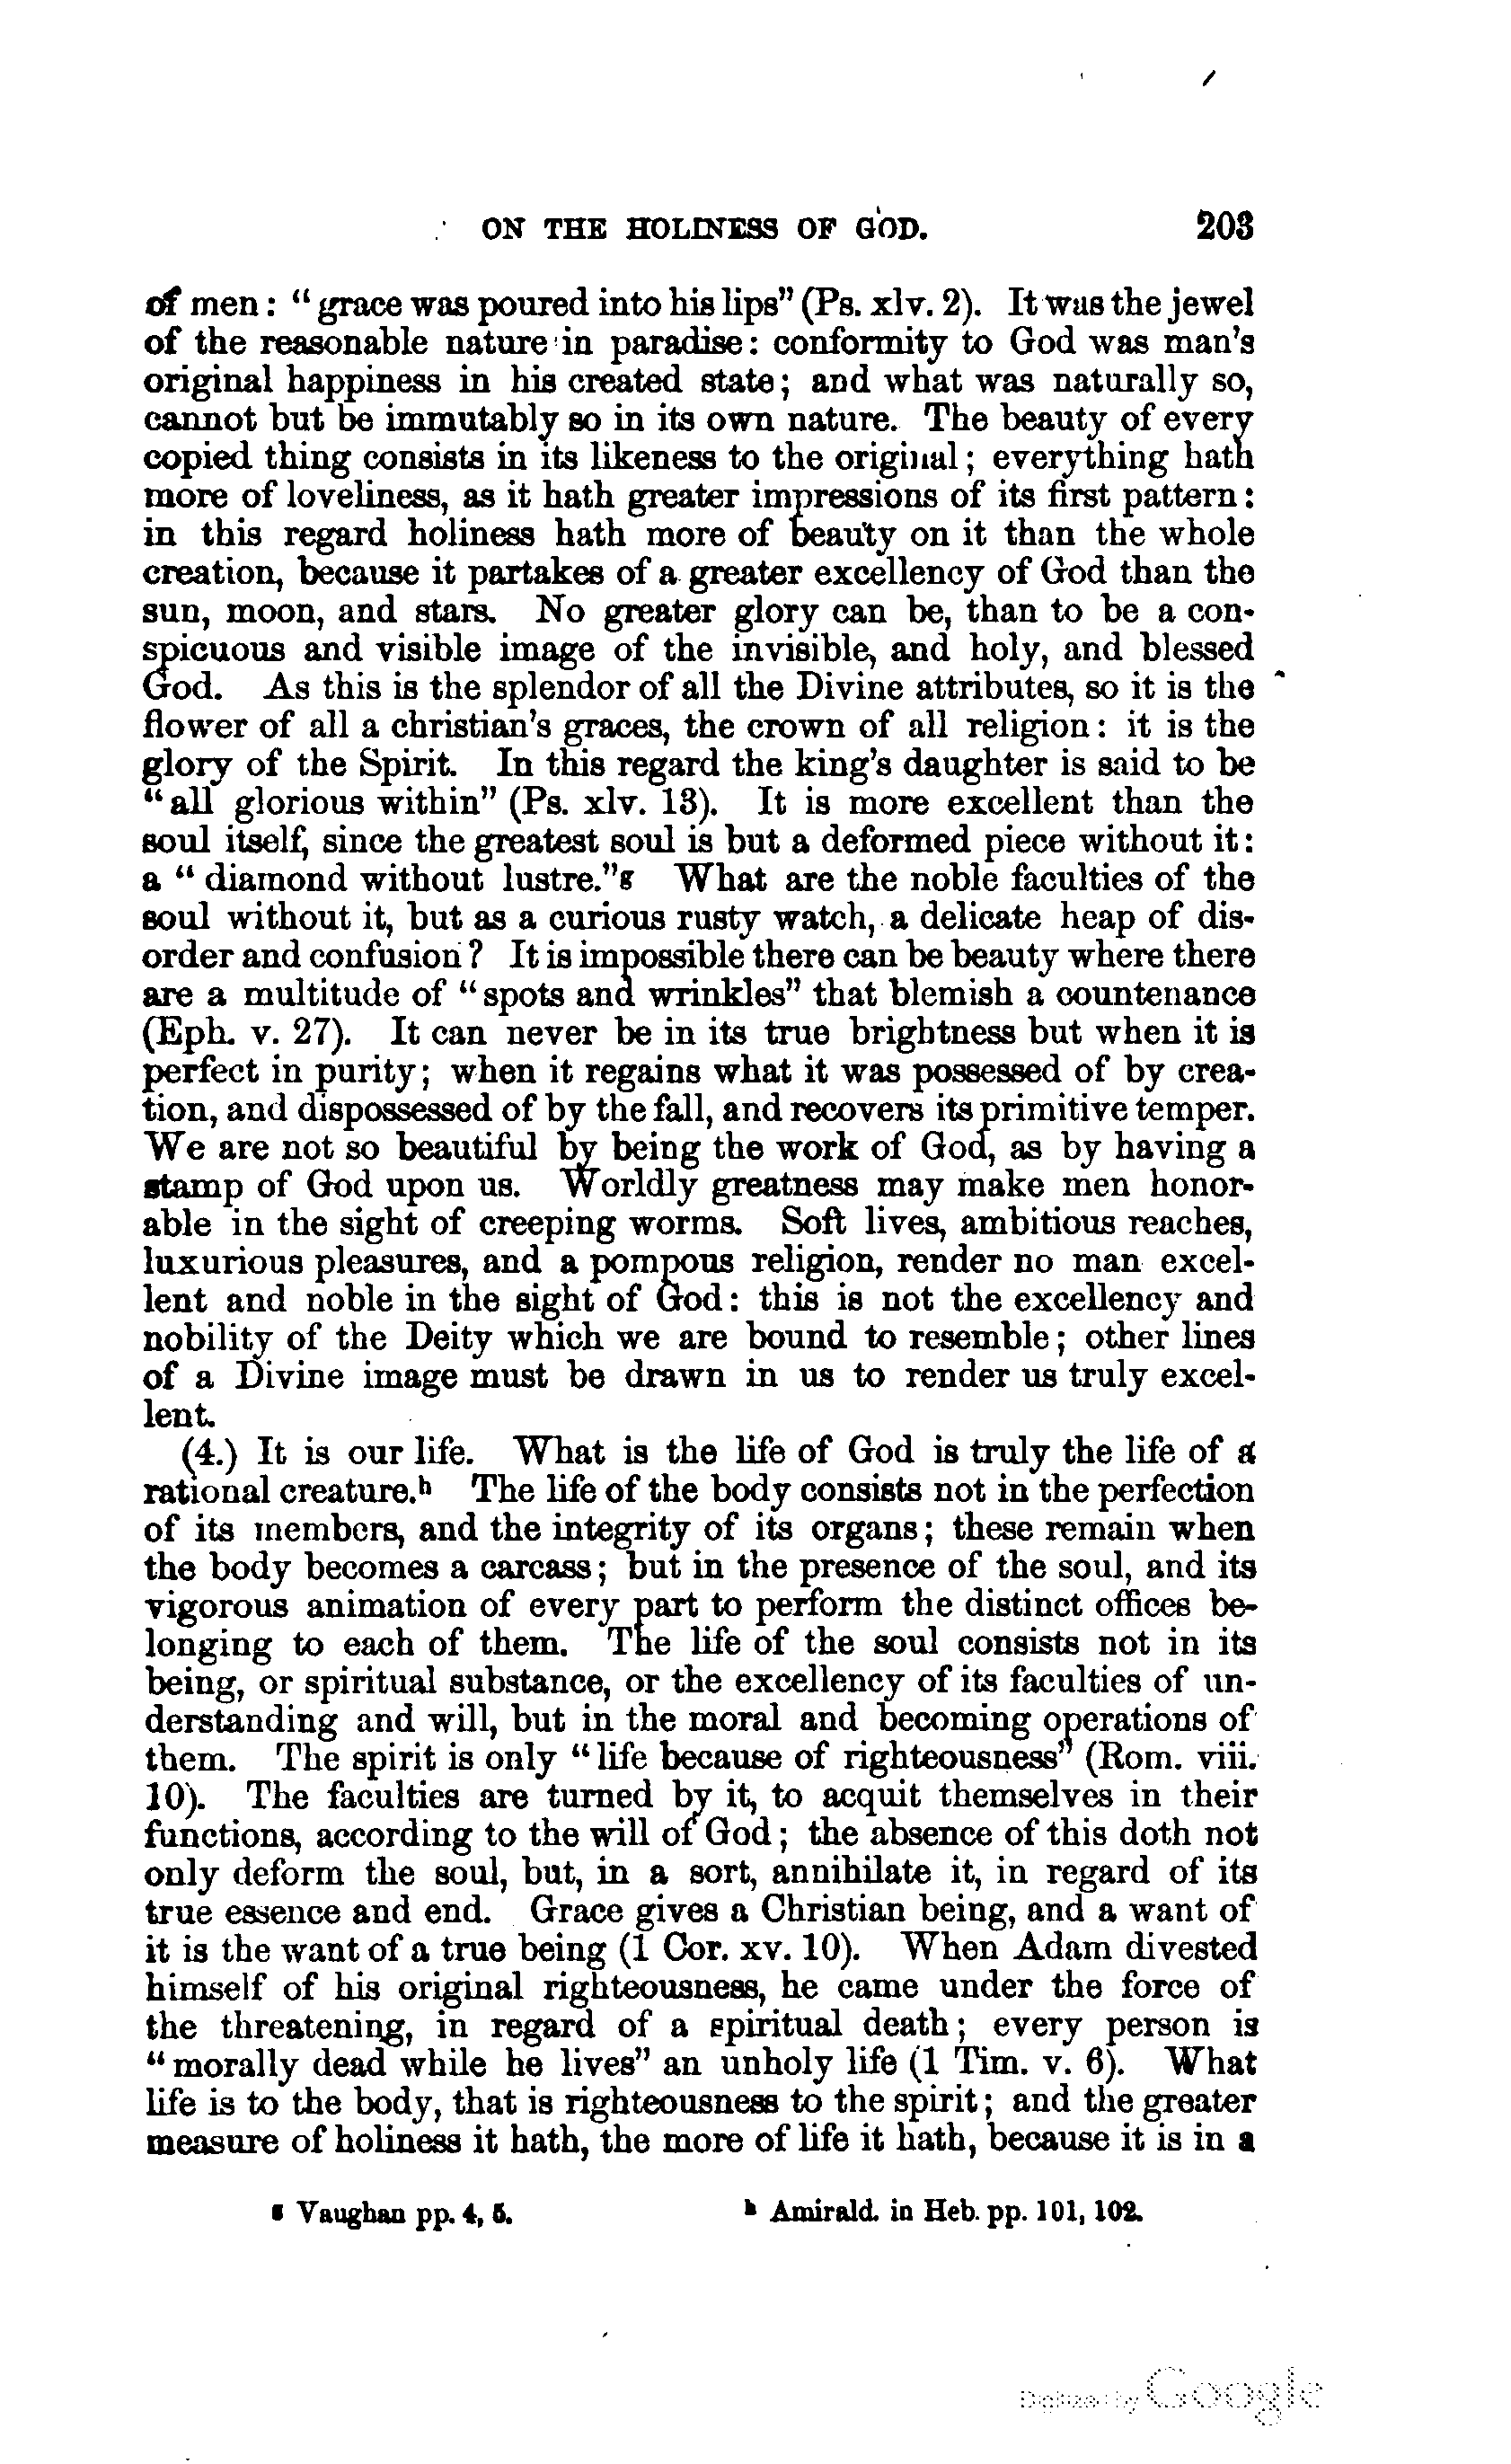 ON THE HOLINESS OF GOD. 203
of men: "grace was poured into his lips" (Ps. xlv. 2). It was the jewel
of the reasonable nature in paradise: conformity to God was man's
original happiness in his created state; and what was naturally so,
cannot but be immutably so in its own nature. The beauty of every
copied thing consists in its likeness to the original; everything hath
more of loveliness, as it hath greater impressions of its first pattern:
in this regard holiness hath more of beauty on it than the whole
creation, because it partakes of a greater excellency of God than the
sun, moon, and stars. No greater glory can be, than to be a con-
spicuous and visible image of the invisible, and holy, and blessed
God. As this is the splendor of all the Divine attributes, so it is the
flower of all a christian's graces, the crown of all religion: it is the
glory of the Spirit. In this regard the king's daughter is said to be
"all glorious within" (Ps. xlv. 13). It is more excellent than the
soul itself, since the greatest soul is but a deformed piece without it:
a "diamond without lustre."g What are the noble faculties of the
soul without it, but as a curious rusty watch, a delicate heap of dis-
order and confusion? It is impossible there can be beauty where there
are a multitude of "spots and wrinkles" that blemish a countenance
(Eph. v. 27). It can never be in its true brightness but when it is
perfect in purity; when it regains what it was possessed of by crea-
tion, and dispossessed of by the fall, and recovers its primitive temper.
We are not so beautiful by being the work of God, as by having a
stamp of God upon us. Worldly greatness may make men honor-
able in the sight of creeping worms. Soft lives, ambitious reaches,
luxurious pleasures, and a pompous religion, render no man excel-
lent and noble in the sight of God: this is not the excellency and
nobility of the Deity which we are bound to resemble; other lines
of a Divine image must be drawn in us to render us truly excel-
lent.
(4.) It is our life. What is the life of God is truly the life of a
rational creature.h The life of the body consists not in the perfection
of its members, and the integrity of its organs; these remain when
the body becomes a carcass; but in the presence of the soul, and its
vigorous animation of every part to perform the distinct offices be-
longing to each of them. The life of the soul consists not in its
being, or spiritual substance, or the excellency of its faculties of un-
derstanding and will, but in the moral and becoming operations of
them. The spirit is only "life because of righteousness" (Rom. viii.
10). The faculties are turned by it, to acquit themselves in their
functions, according to the will of God; the absence of this doth not
only deform the soul, but, in a sort, annihilate it, in regard of its
true essence and end. Grace gives a Christian being, and a want of
it is the want of a true being (1 Cor. xv. 10). When Adam divested
himself of his original righteousness, he came under the force of
the threatening, in regard of a spiritual death; every person is
"morally dead while he lives" an unholy life (1 Tim. v. 6). What
life is to the body, that is righteousness to the spirit; and the greater
measure of holiness it hath, the more of life it hath, because it is in a
g Vaughan pp. 4, 5. h Amirald. in Heb. pp. 101, 102.
Digitized by Google